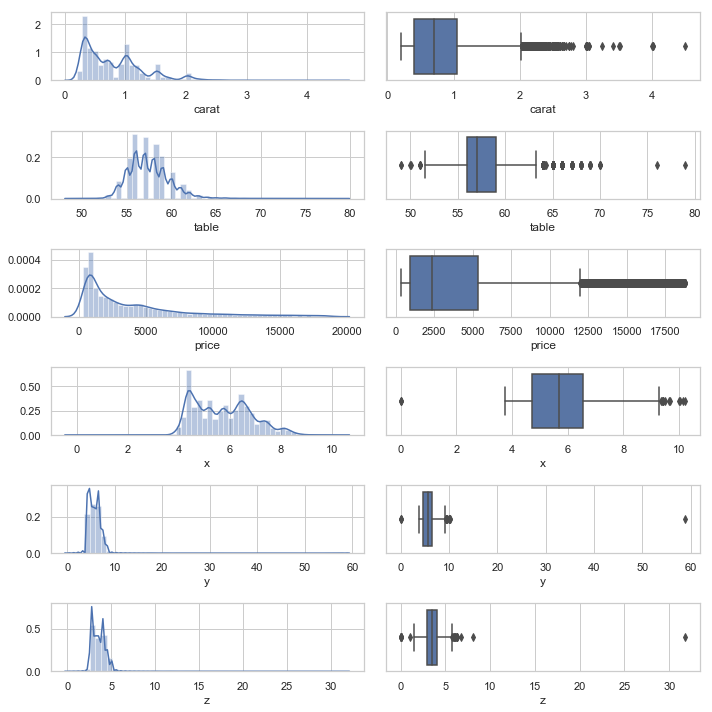 2
1
0
0 1 2 3 4
carat
0 1 2 3 4
carat
0.2
0.0
50 55 60 65 70 75 80
table
50 55 60 65 70 75 80
table
0.0004
0.0002
0.0000
0 5000 10000 15000 20000
price
0 2500 5000 7500 10000 12500 15000 17500
price
0.50
0.25
0.00
0 2 4 6 8 10
x
0 2 4 6 8 10
x
0.2
0.0
0 10 20 30 40 50 60
y
0 10 20 30 40 50 60
y
0.5
0.0
0 5 10 15 20 25 30
z
0 5 10 15 20 25 30
z